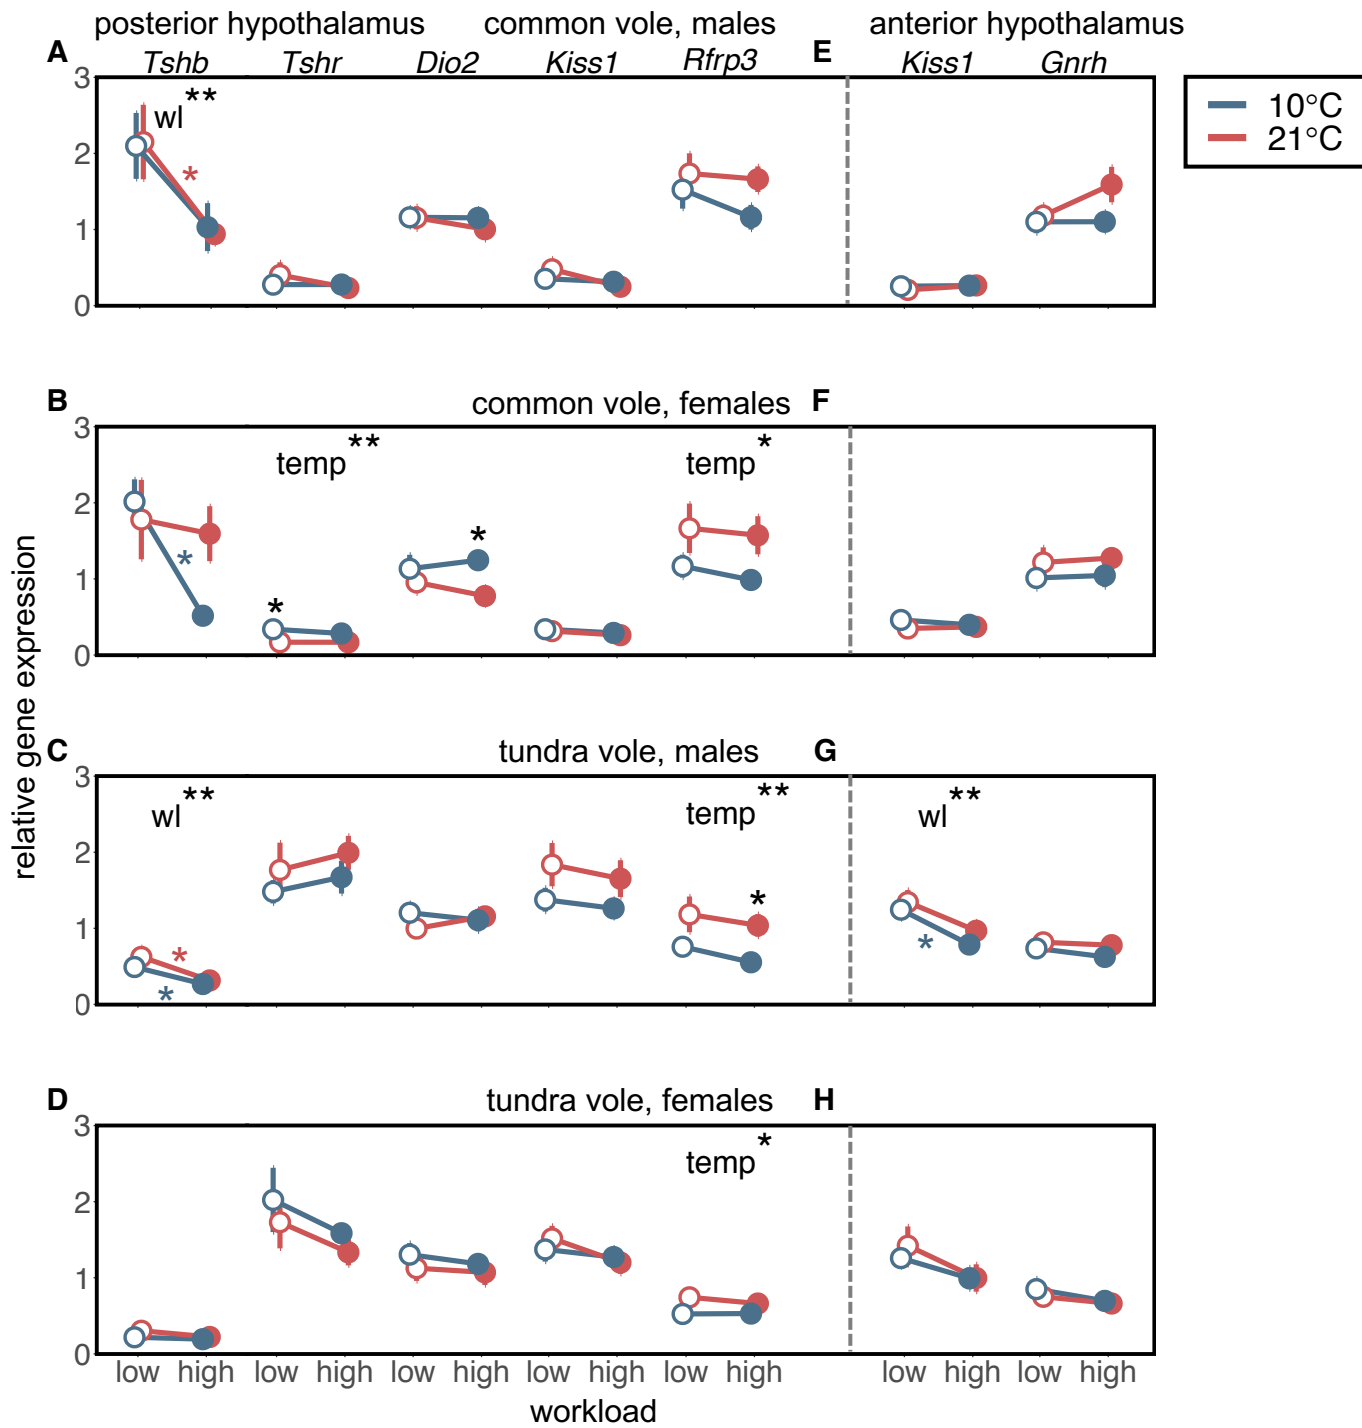 posterior hypothalamus common vole, males anterior hypothalamus
A Tshb Tshr Dio2 Kiss1 Rfrp3 E Kiss1 Gnrh
10°C
21°C
3
2
1
0
wl**
*
B common vole, females F
3
2
1
0
temp** temp*
*
*
*
relative gene expression
C tundra vole, males G
3
2
1
0
wl** temp** wl**
*
*
*
*
D tundra vole, females H
3
2
1
0
temp*
low high low high low high low high low high low high low high
workload